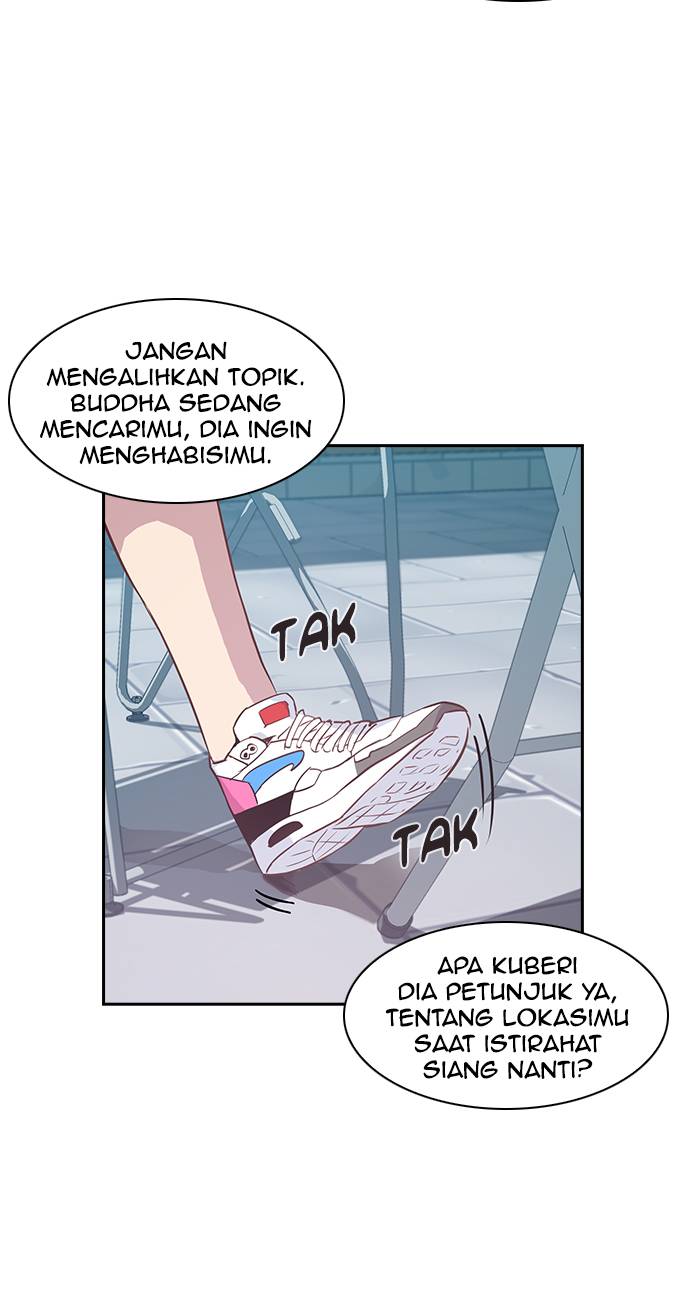 JANGAN
MENGALIHKAN TOPIK.
BUDDHA SEDANG
MENCARIMU, DIA INGIN
MENGHABISIMU.
TAK
TAK
APA KUBERI
DIA PETUNJUK YA,
TENTANG LOKASIMU
SAAT ISTIRAHAT
SIANG NANTI?